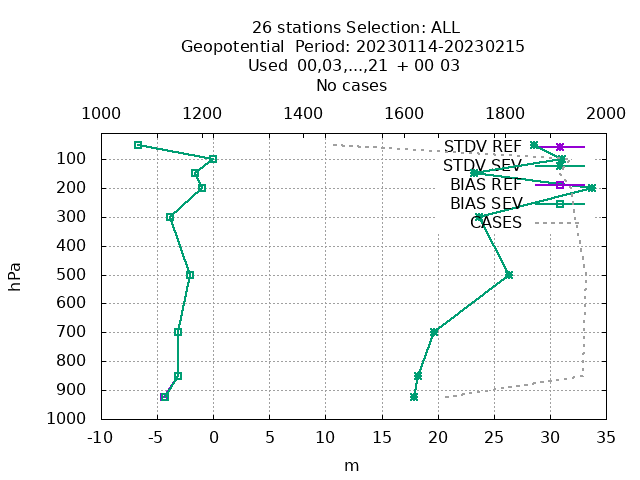 26 stations Selection: ALL
Geopotential  Period: 20230114-20230215
Used  00,03,...,21  + 00 03
No cases
1000 1200 1400 1600 1800 2000
STDV REF
STDV SEV
BIAS REF
BIAS SEV
CASES
100
200
300
400
500
600
700
800
900
1000
hPa
-10 -5 0 5 10 15 20 25 30 35
m